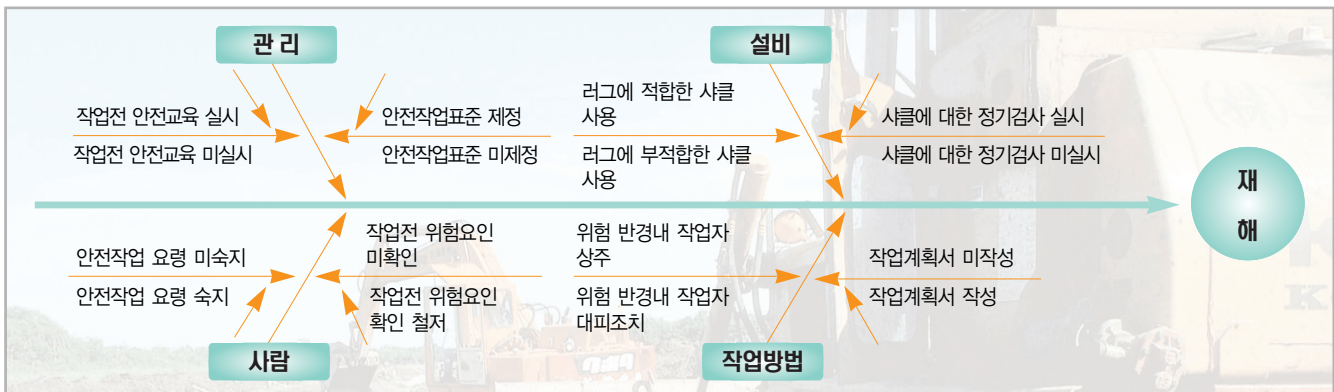 관 리
설비
작업전 안전교육 실시
작업전 안전교육 미실시
안전작업표준 제정
안전작업표준 미제정
러그에 적합한 샤클
사용
러그에 부적합한 샤클
사용
샤클에 대한 정기검사 실시
샤클에 대한 정기검사 미실시
재
해
안전작업 요령 미숙지
안전작업 요령 숙지
작업전 위험요인
미확인
작업전 위험요인
확인 철저
위험 반경내 작업자
상주
위험 반경내 작업자
대피조치
작업계획서 미작성
작업계획서 작성
사람
작업방법